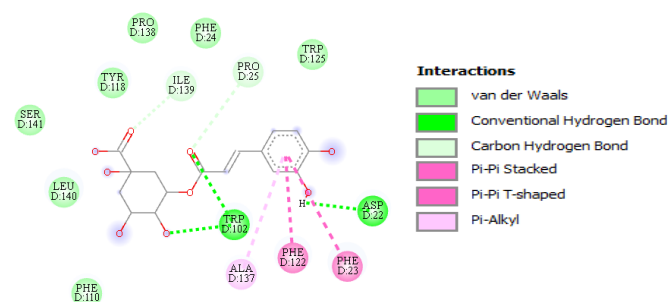 PRO
D:138
PHE
D:24
TRP
D:125
PRO
D:25
TYR
D:118
ILE
D:139
SER
D:141
LEU
D:140
TRP
D:102
H
ASP
D:22
ALA
D:137
PHE
D:122
PHE
D:23
PHE
D:110
Interactions
van der Waals
Conventional Hydrogen Bond
Carbon Hydrogen Bond
Pi-Pi Stacked
Pi-Pi T-shaped
Pi-Alkyl